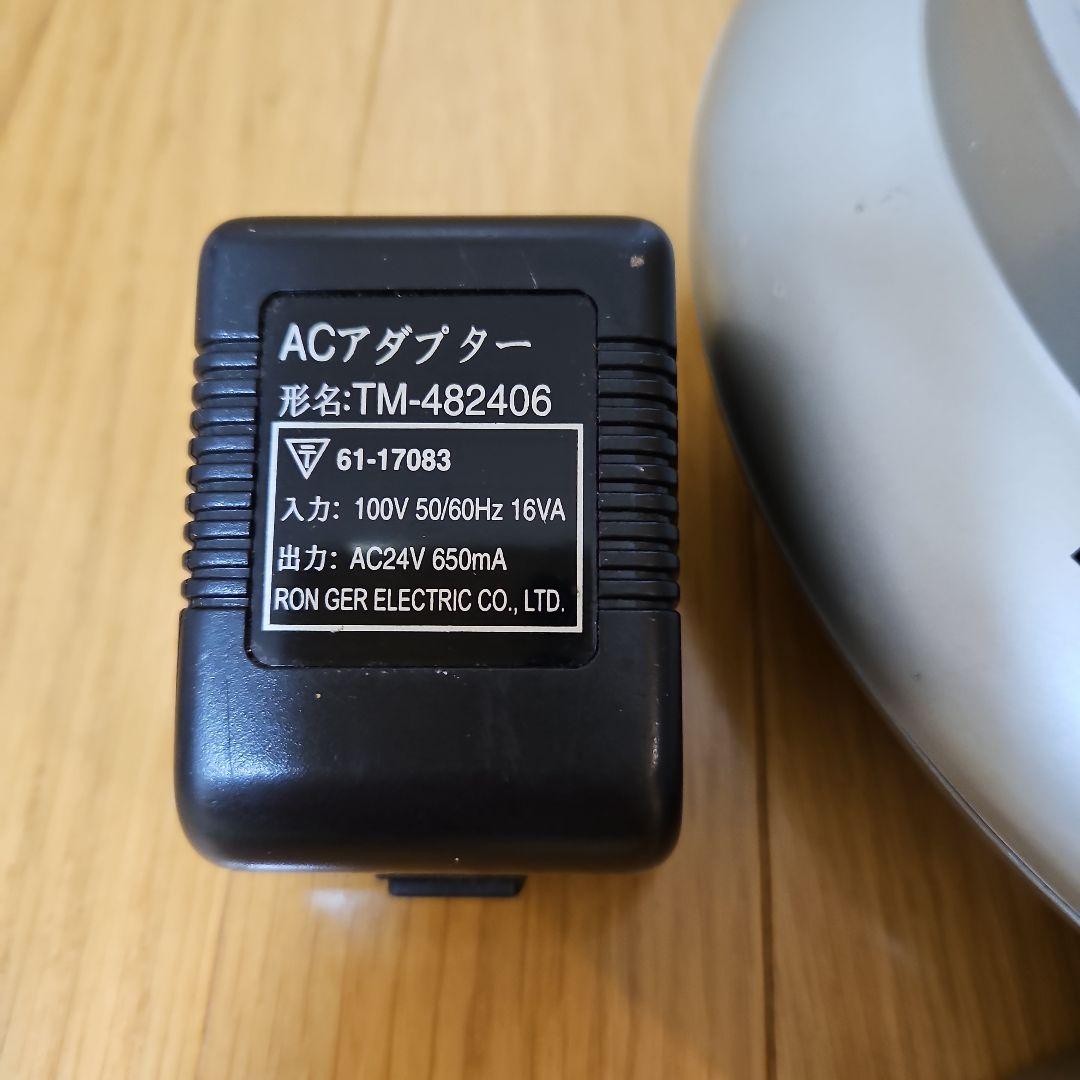 ACアダプター
形名:TM-482406
〒 61-17083
入力: 100V 50/60Hz 16VA
出力: AC24V 650mA
RON GER ELECTRIC CO., LTD.